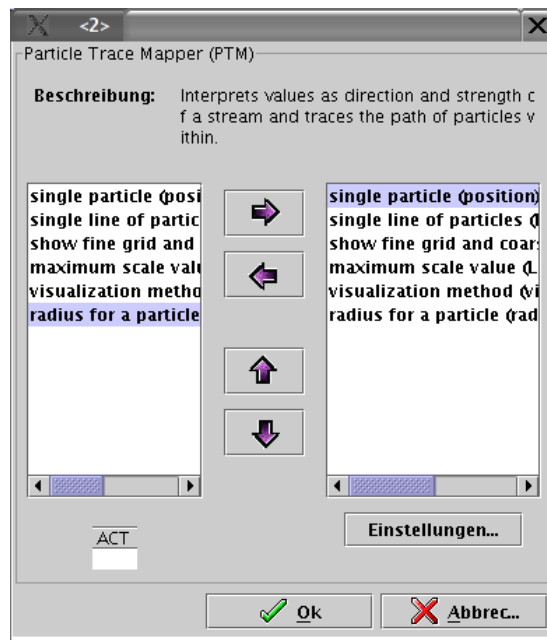 <2>
Particle Trace Mapper (PTM)
Beschreibung:
Interprets values as direction and strength c
f a stream and traces the path of particles v
ithin.
single particle (posi
single line of partic
show fine grid and
maximum scale valu
visualization metho
radius for a particle
single particle (position)
single line of particles (l
show fine grid and coar
maximum scale value (L
visualization method (vi
radius for a particle (rad
ACT
Einstellungen...
Ok
Abbrec...